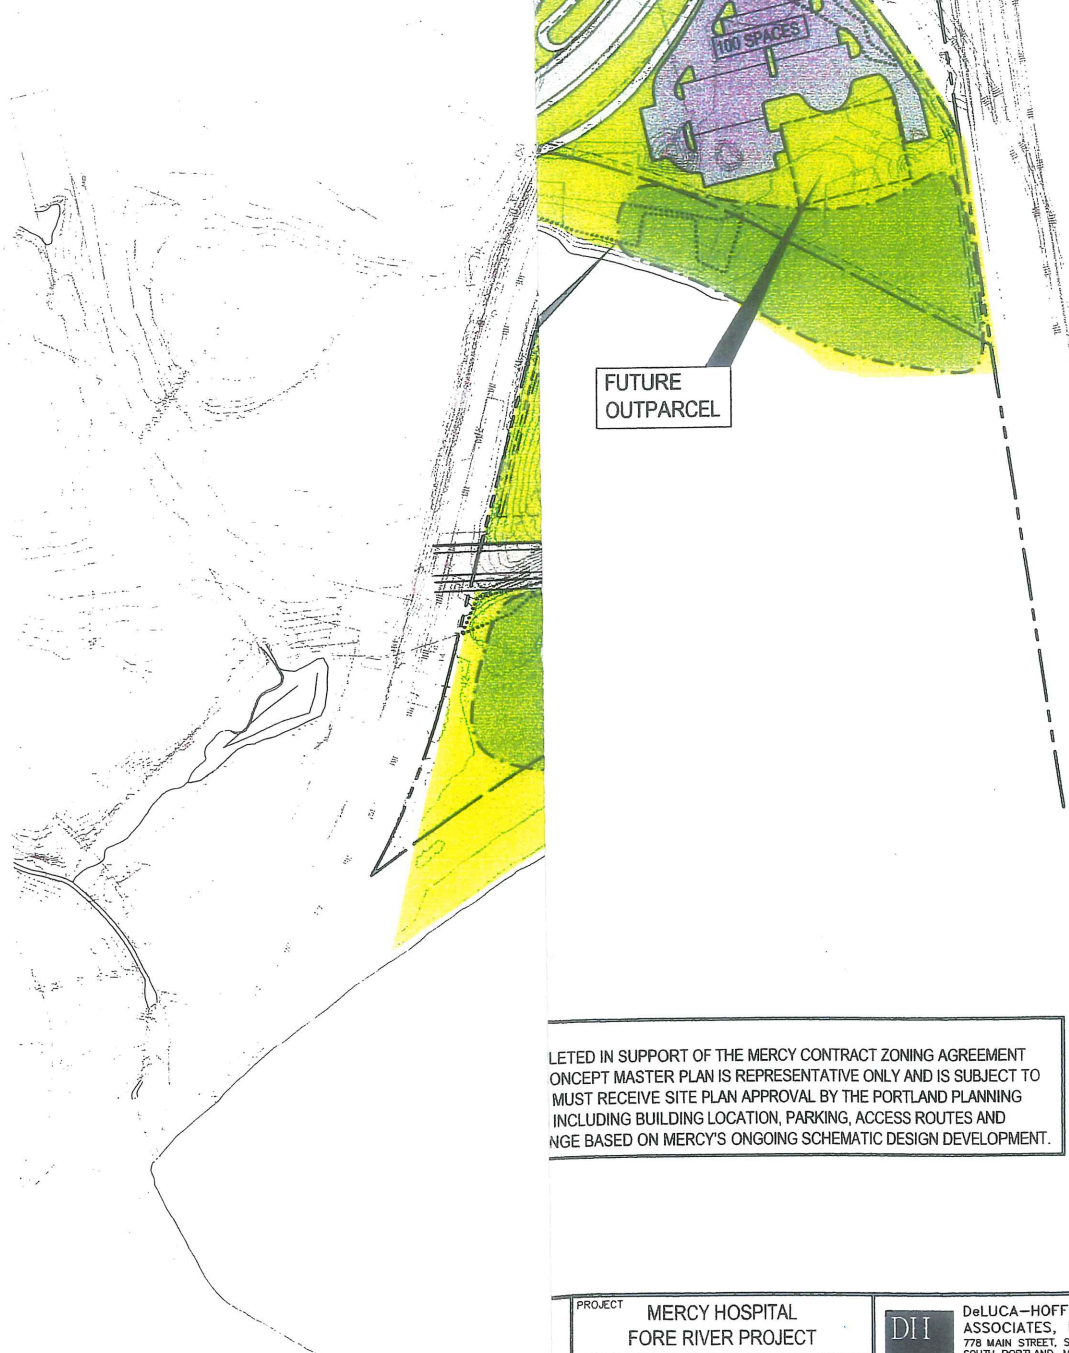 100 SPACES
FUTURE
OUTPARCEL
LETED IN SUPPORT OF THE MERCY CONTRACT ZONING AGREEMENT
ONCEPT MASTER PLAN IS REPRESENTATIVE ONLY AND IS SUBJECT TO
MUST RECEIVE SITE PLAN APPROVAL BY THE PORTLAND PLANNING
INCLUDING BUILDING LOCATION, PARKING, ACCESS ROUTES AND
NGE BASED ON MERCY'S ONGOING SCHEMATIC DESIGN DEVELOPMENT.
PROJECT
MERCY HOSPITAL
FORE RIVER PROJECT
DH
DeLUCA-HOFF
ASSOCIATES,
778 MAIN STREET, S
SOUTH PORTLAND, M